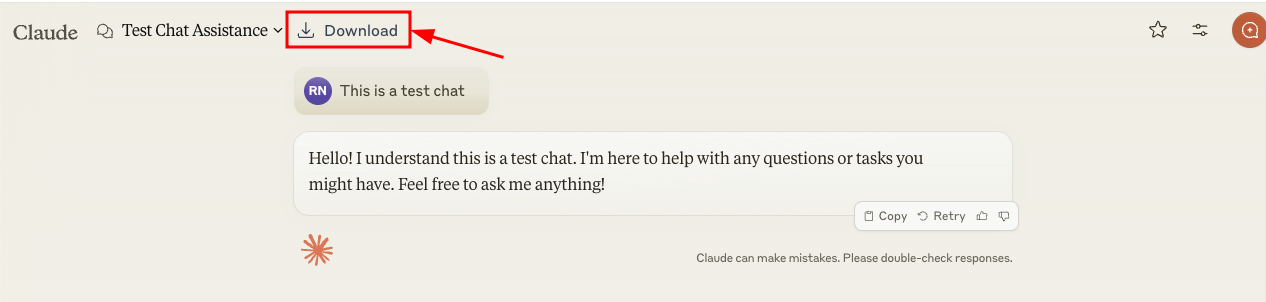 Claude Test Chat Assistance Download
RN This is a test chat
Hello! I understand this is a test chat. I'm here to help with any questions or tasks you
might have. Feel free to ask me anything!
Copy Retry
Claude can make mistakes. Please double-check responses.